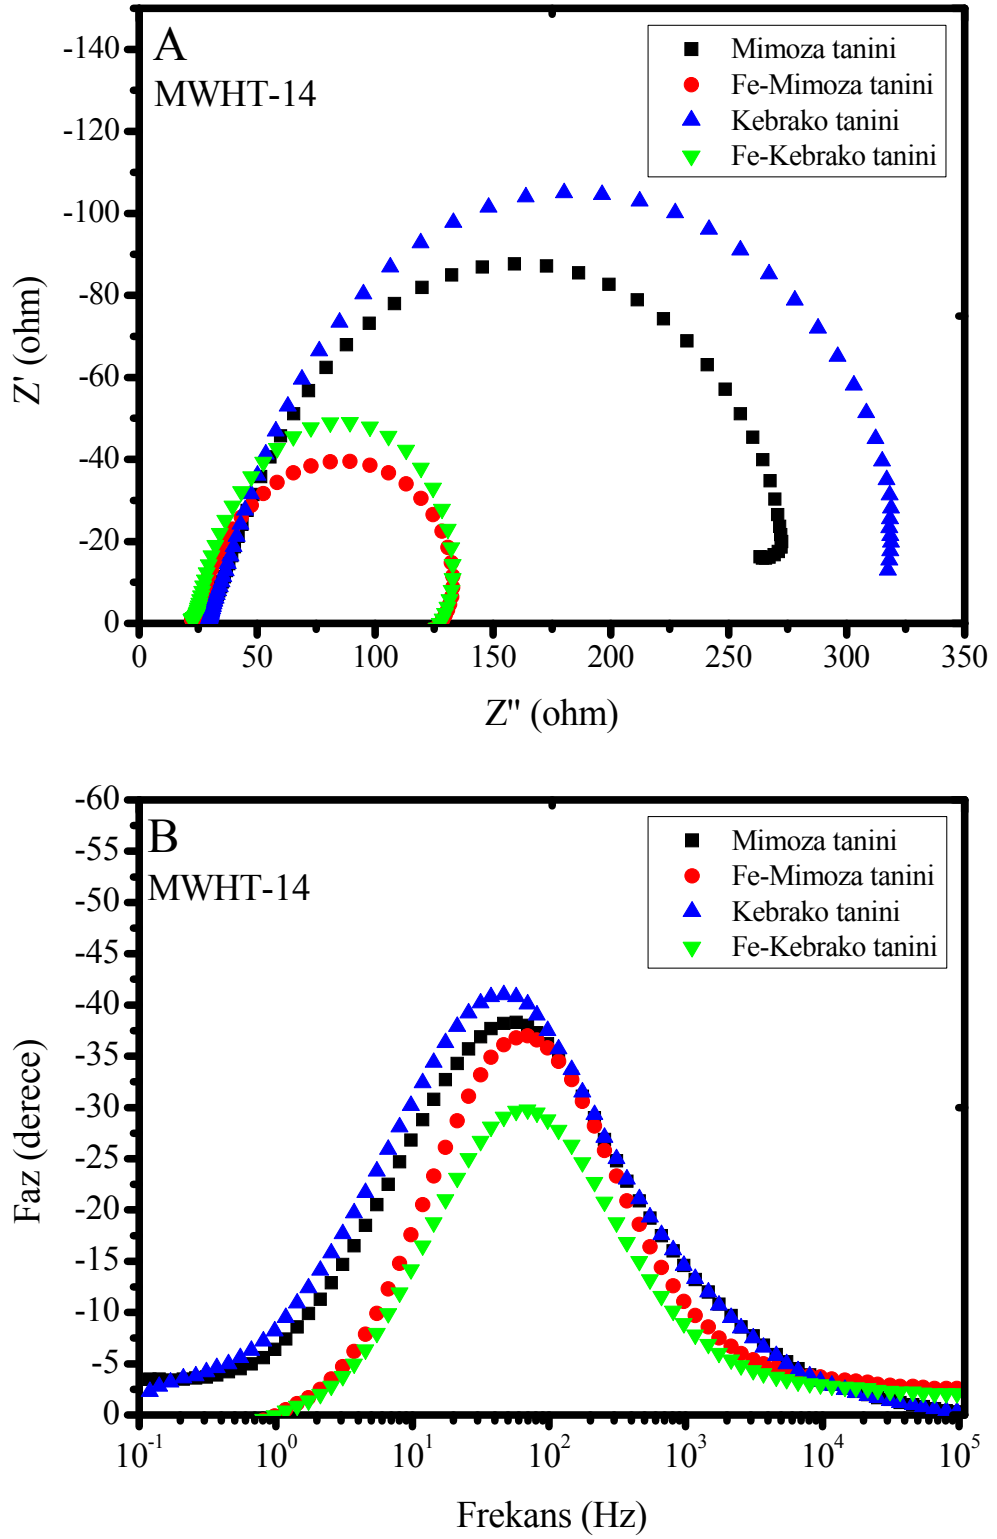 A
MWHT-14
Mimoza tanini
Fe-Mimoza tanini
Kebrako tanini
Fe-Kebrako tanini
-140
-120
-100
-80
-60
-40
-20
0
Z' (ohm)
0 50 100 150 200 250 300 350
Z'' (ohm)
B
MWHT-14
Mimoza tanini
Fe-Mimoza tanini
Kebrako tanini
Fe-Kebrako tanini
-60
-55
-50
-45
-40
-35
-30
-25
-20
-15
-10
-5
0
Faz (derece)
10⁻¹ 10⁰ 10¹ 10² 10³ 10⁴ 10⁵
Frekans (Hz)